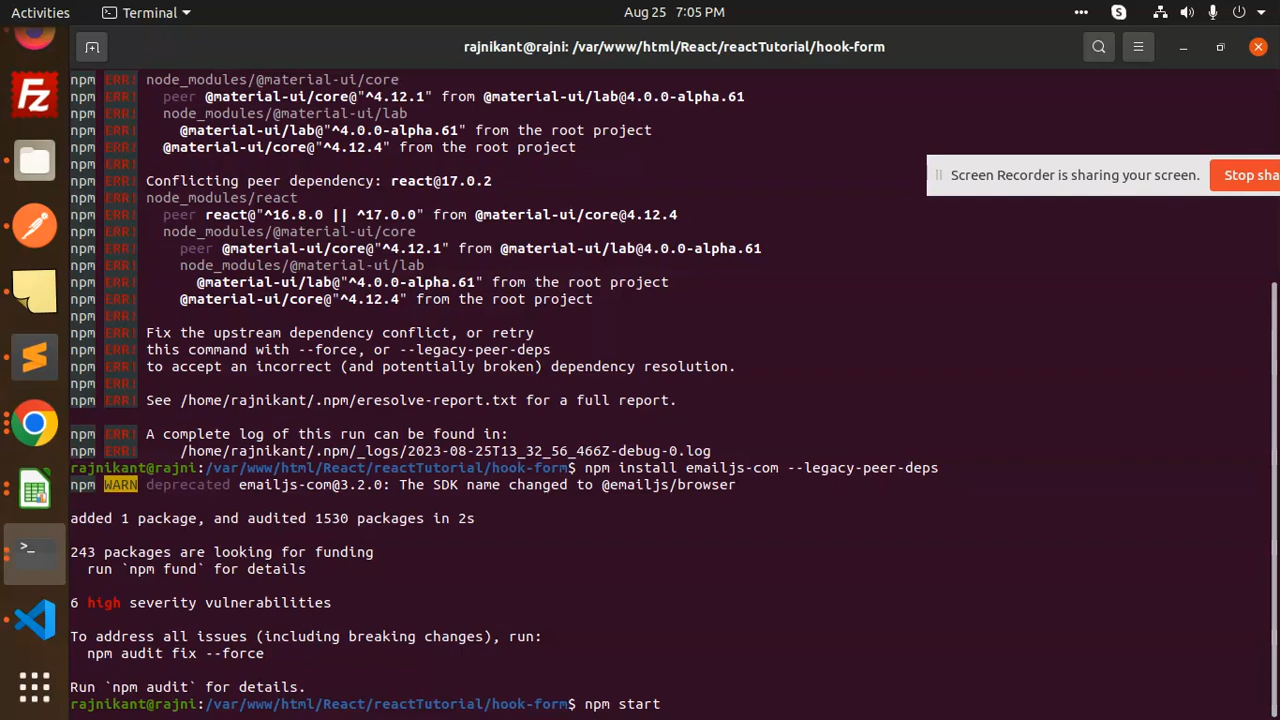 Activities Terminal Aug 25 7:05 PM
rajnikant@rajni: /var/www/html/React/reactTutorial/hook-form
npm ERR! node_modules/@material-ui/core
npm ERR!   peer @material-ui/core@"^4.12.1" from @material-ui/lab@4.0.0-alpha.61
npm ERR!   node_modules/@material-ui/lab
npm ERR!     @material-ui/lab@"^4.0.0-alpha.61" from the root project
npm ERR!   @material-ui/core@"^4.12.4" from the root project
npm ERR!
Screen Recorder is sharing your screen. Stop sha
npm ERR! Conflicting peer dependency: react@17.0.2
npm ERR! node_modules/react
npm ERR!   peer react@"^16.8.0 || ^17.0.0" from @material-ui/core@4.12.4
npm ERR!   node_modules/@material-ui/core
npm ERR!     peer @material-ui/core@"^4.12.1" from @material-ui/lab@4.0.0-alpha.61
npm ERR!     node_modules/@material-ui/lab
npm ERR!       @material-ui/lab@"^4.0.0-alpha.61" from the root project
npm ERR!     @material-ui/core@"^4.12.4" from the root project
npm ERR!
npm ERR! Fix the upstream dependency conflict, or retry
npm ERR! this command with --force, or --legacy-peer-deps
npm ERR! to accept an incorrect (and potentially broken) dependency resolution.
npm ERR!
npm ERR! See /home/rajnikant/.npm/eresolve-report.txt for a full report.
npm ERR! A complete log of this run can be found in:
npm ERR!     /home/rajnikant/.npm/_logs/2023-08-25T13_32_56_466Z-debug-0.log
rajnikant@rajni:/var/www/html/React/reactTutorial/hook-form$ npm install emailjs-com --legacy-peer-deps
npm WARN deprecated emailjs-com@3.2.0: The SDK name changed to @emailjs/browser
added 1 package, and audited 1530 packages in 2s
243 packages are looking for funding
  run `npm fund` for details
6 high severity vulnerabilities
To address all issues (including breaking changes), run:
  npm audit fix --force
Run `npm audit` for details.
rajnikant@rajni:/var/www/html/React/reactTutorial/hook-form$ npm start